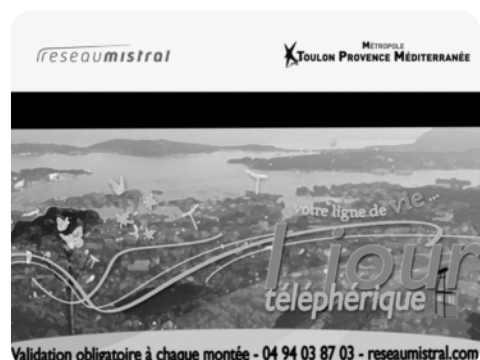 reseaumistral
MÉTROPOLE
TOULON PROVENCE MÉDITERRANÉE
votre ligne de vie ...
1 jour
téléphérique
Validation obligatoire à chaque montée - 04 94 03 87 03 - reseaumistral.com